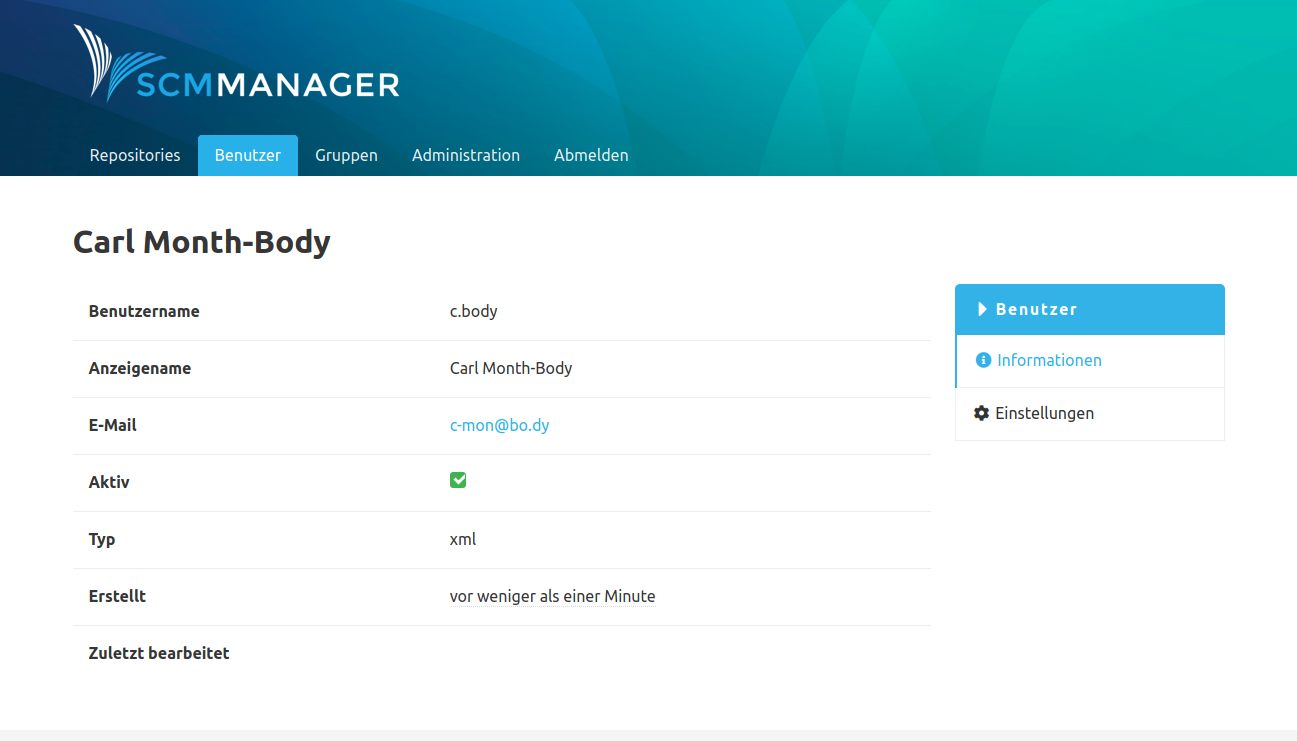 SCMMANAGER
Repositories Benutzer Gruppen Administration Abmelden
Carl Month-Body
Benutzername c.body
Anzeigename Carl Month-Body
E-Mail c-mon@bo.dy
Aktiv
Typ xml
Erstellt vor weniger als einer Minute
Zuletzt bearbeitet
Benutzer
Informationen
Einstellungen